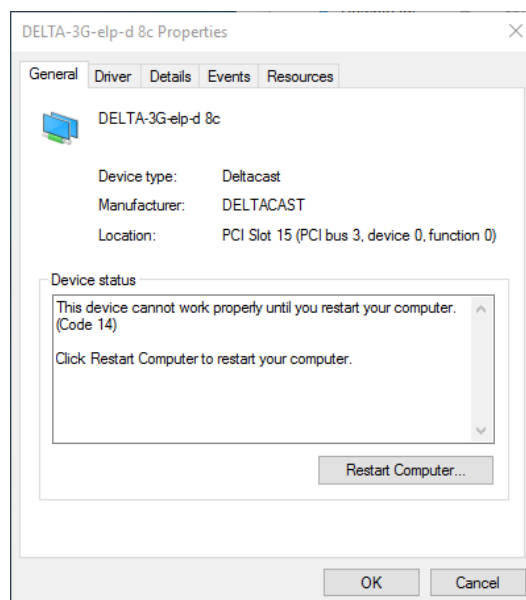 DELTA-3G-elp-d 8c Properties
General Driver Details Events Resources
DELTA-3G-elp-d 8c
Device type: Deltacast
Manufacturer: DELTACAST
Location: PCI Slot 15 (PCI bus 3, device 0, function 0)
Device status
This device cannot work properly until you restart your computer.
(Code 14)
Click Restart Computer to restart your computer.
Restart Computer...
OK Cancel